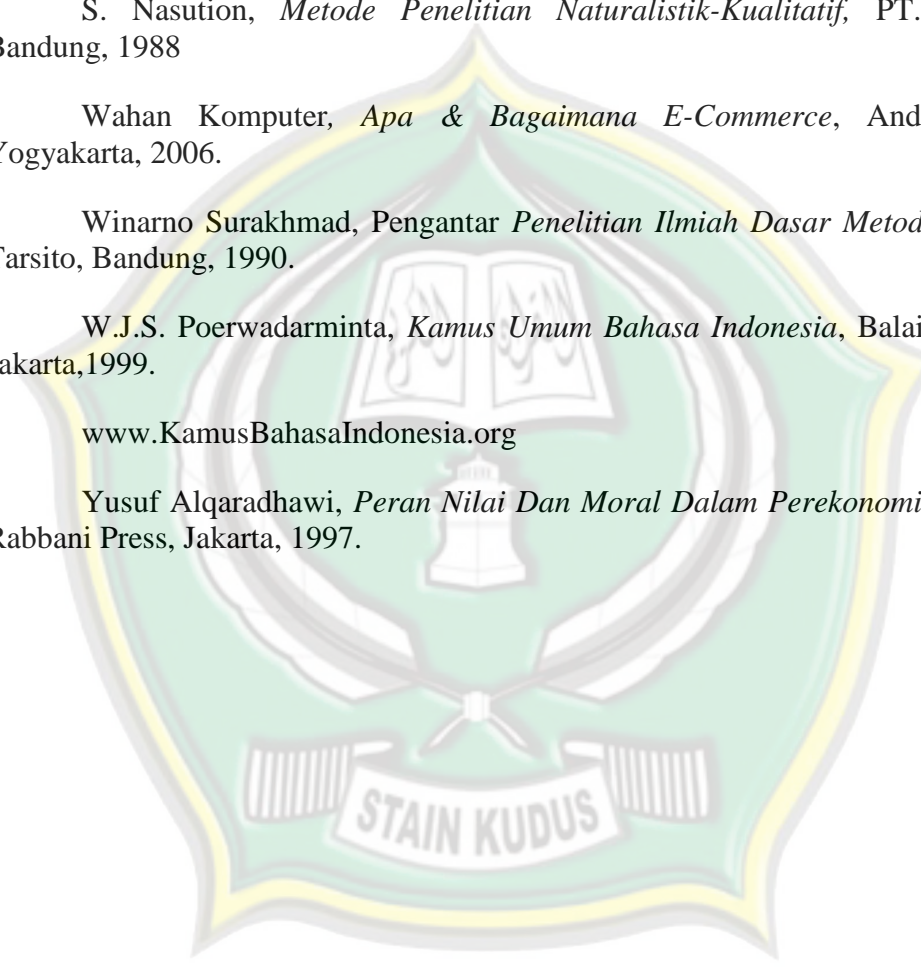 S. Nasution, Metode Penelitian Naturalistik-Kualitatif, PT.
Bandung, 1988
Wahan Komputer, Apa & Bagaimana E-Commerce, And
Yogyakarta, 2006.
Winarno Surakhmad, Pengantar Penelitian Ilmiah Dasar Metod
Tarsito, Bandung, 1990.
W.J.S. Poerwadarminta, Kamus Umum Bahasa Indonesia, Balai
akarta,1999.
www.KamusBahasaIndonesia.org
Yusuf Alqaradhawi, Peran Nilai Dan Moral Dalam Perekonomi
Rabbani Press, Jakarta, 1997.
STAIN KUDUS